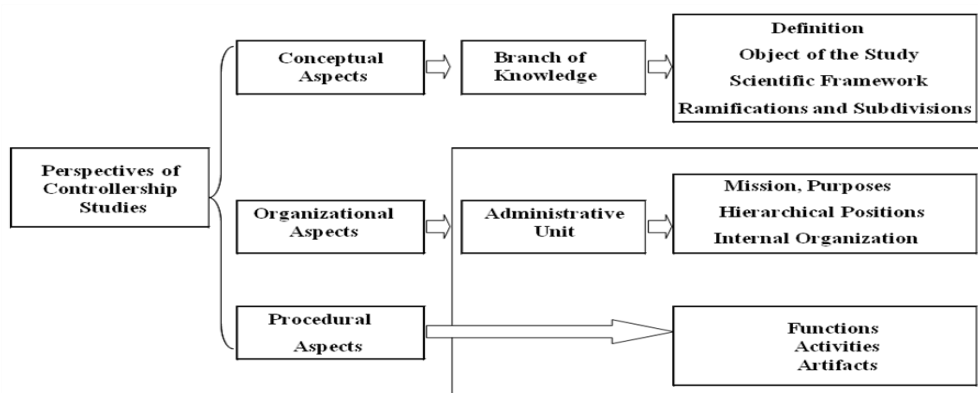 Perspectives of
Controllership
Studies
Conceptual
Aspects
Branch of
Knowledge
Definition
Object of the Study
Scientific Framework
Ramifications and Subdivisions
Organizational
Aspects
Administrative
Unit
Mission, Purposes
Hierarchical Positions
Internal Organization
Procedural
Aspects
Functions
Activities
Artifacts